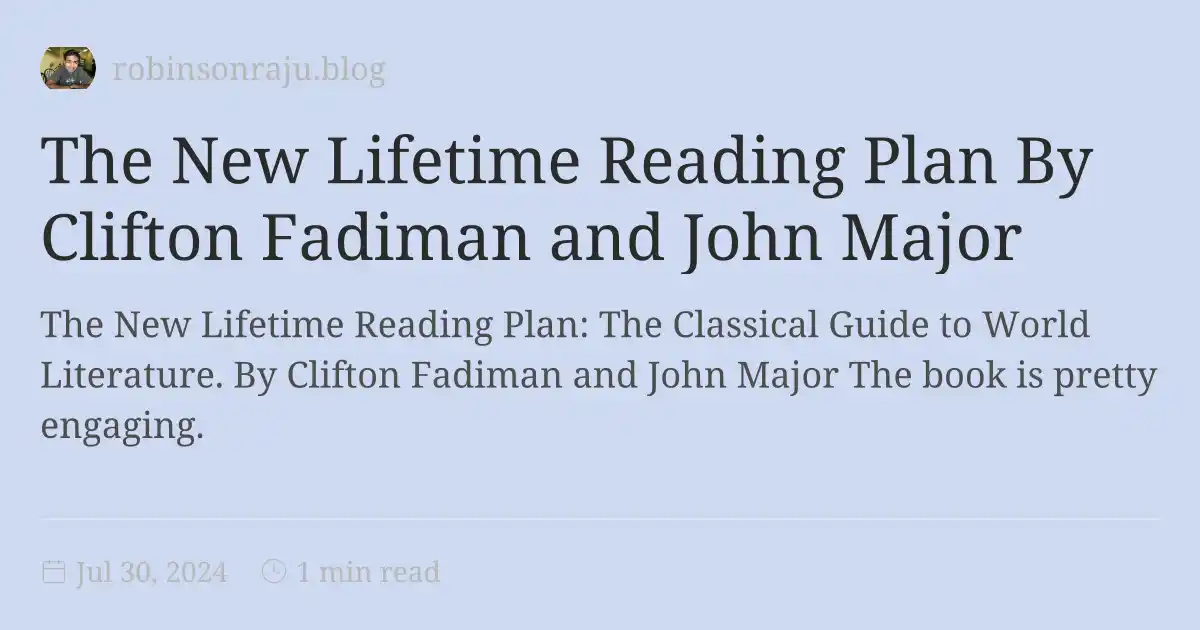 robinsonraju.blog
The New Lifetime Reading Plan By
Clifton Fadiman and John Major
The New Lifetime Reading Plan: The Classical Guide to World
Literature. By Clifton Fadiman and John Major The book is pretty
engaging.
Jul 30, 2024 1 min read